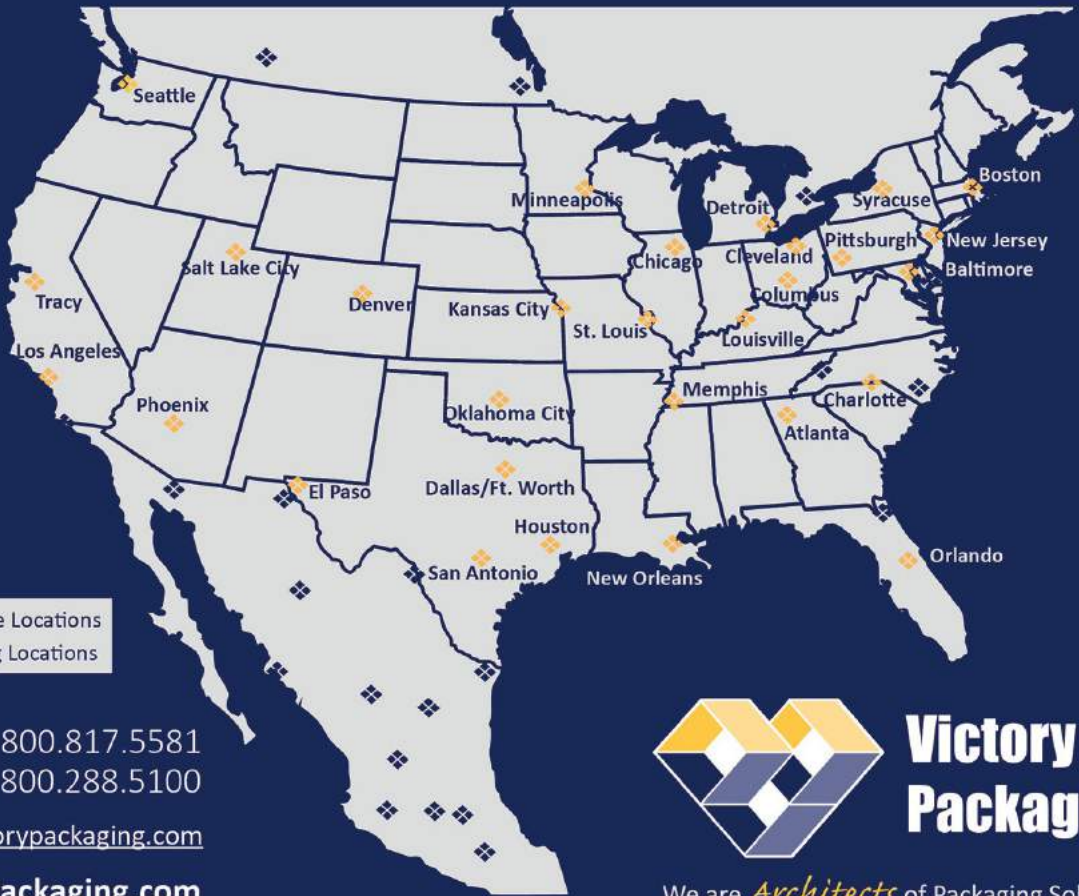 Seattle
Boston
Minneapolis
Detroit
Syracuse
Pittsburgh
New Jersey
Salt Lake City
Chicago
Cleveland
Baltimore
Tracy
Denver
Kansas City
Columbus
St. Louis
Louisville
Los Angeles
Phoenix
Oklahoma City
Memphis
Charlotte
Atlanta
El Paso
Dallas/Ft. Worth
Houston
San Antonio
New Orleans
Orlando
Locations
Locations
800.817.5581
800.288.5100
orypackaging.com
ackaging.com
Victory
Packag
We are Architects of Packaging So